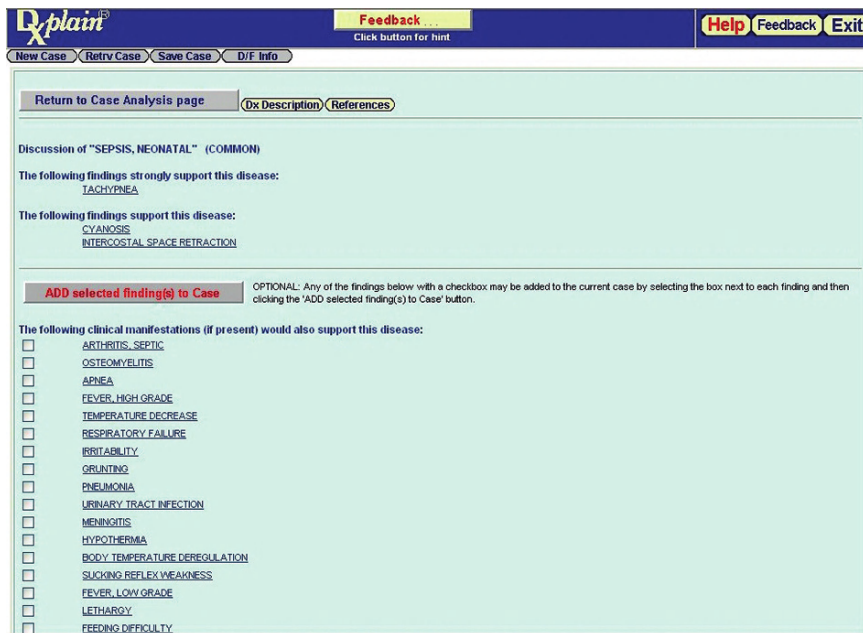 DXplain®
Feedback...
Click button for hint
Help Feedback Exit
New Case Retrv Case Save Case D/F Info
Return to Case Analysis page Dx Description References
Discussion of "SEPSIS, NEONATAL" (COMMON)
The following findings strongly support this disease:
TACHYPNEA
The following findings support this disease:
CYANOSIS
INTERCOSTAL SPACE RETRACTION
ADD selected finding(s) to Case
OPTIONAL: Any of the findings below with a checkbox may be added to the current case by selecting the box next to each finding and then
clicking the 'ADD selected finding(s) to Case' button.
The following clinical manifestations (if present) would also support this disease:
ARTHRITIS, SEPTIC
OSTEOMYELITIS
APNEA
FEVER, HIGH GRADE
TEMPERATURE DECREASE
RESPIRATORY FAILURE
IRRITABILITY
GRUNTING
PNEUMONIA
URINARY TRACT INFECTION
MENINGITIS
HYPOTHERMIA
BODY TEMPERATURE DEREGULATION
SUCKING REFLEX WEAKNESS
FEVER, LOW GRADE
LETHARGY
FEEDING DIFFICULTY